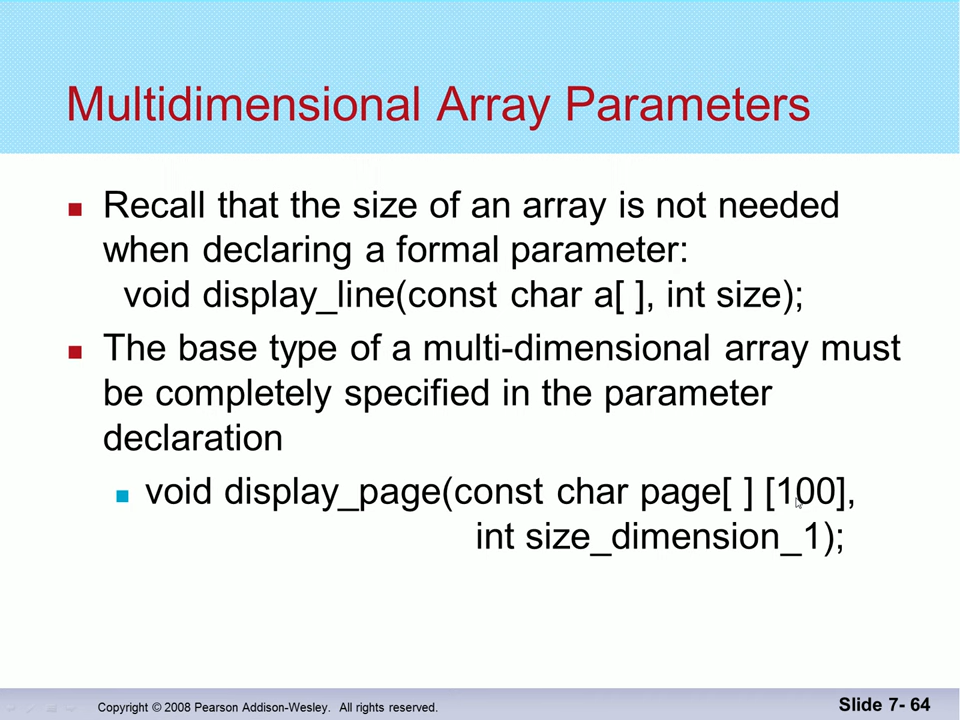 Multidimensional Array Parameters
Recall that the size of an array is not needed
when declaring a formal parameter:
void display_line(const char a[ ], int size);
The base type of a multi-dimensional array must
be completely specified in the parameter
declaration
void display_page(const char page[ ] [100],
int size_dimension_1);
Copyright © 2008 Pearson Addison-Wesley. All rights reserved.
Slide 7- 64